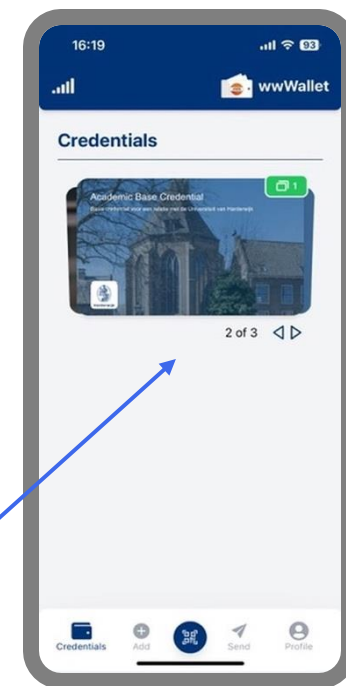 16:19
93
wwWallet
Credentials
1
Academic Base Credential
2 of 3
Credentials
Add
Send
Profile